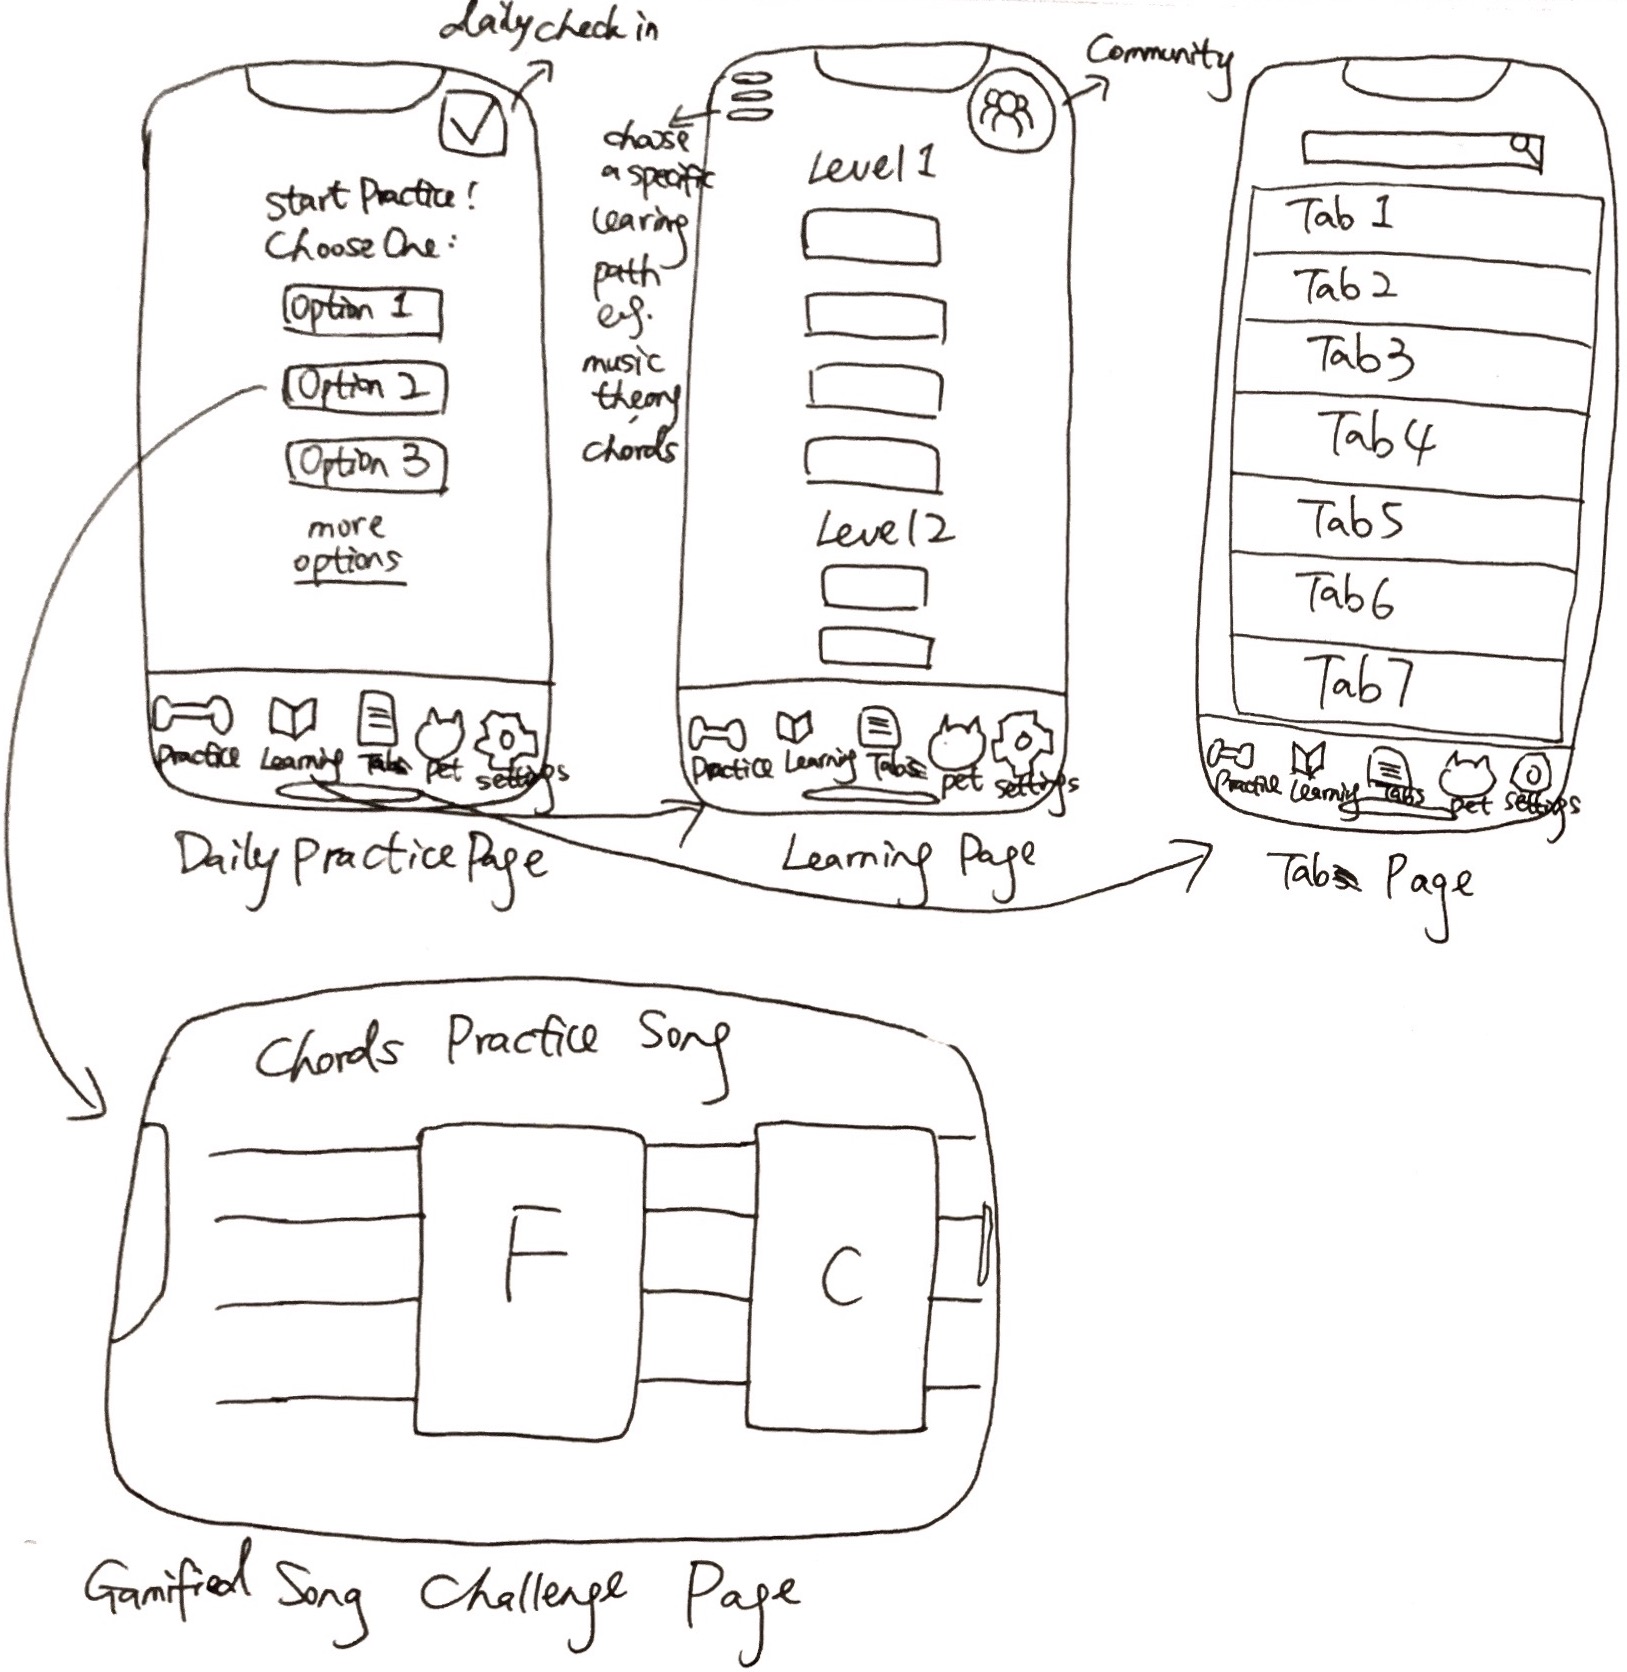 daily check in
start Practice!
Choose One:
Option 1
Option 2
Option 3
more
options
Practice Learning Tabs pet settings
Daily Practice Page
choose
a specific
learing
path
e.g.
music
theory,
chords
Community
Level 1
Level 2
Practice Learning Tabs pet settings
Learning Page
Tab 1
Tab 2
Tab 3
Tab 4
Tab 5
Tab 6
Tab 7
Practice Learning Tabs pet settings
Tabs Page
Chords Practice Song
F
C
Gamified Song Challenge Page